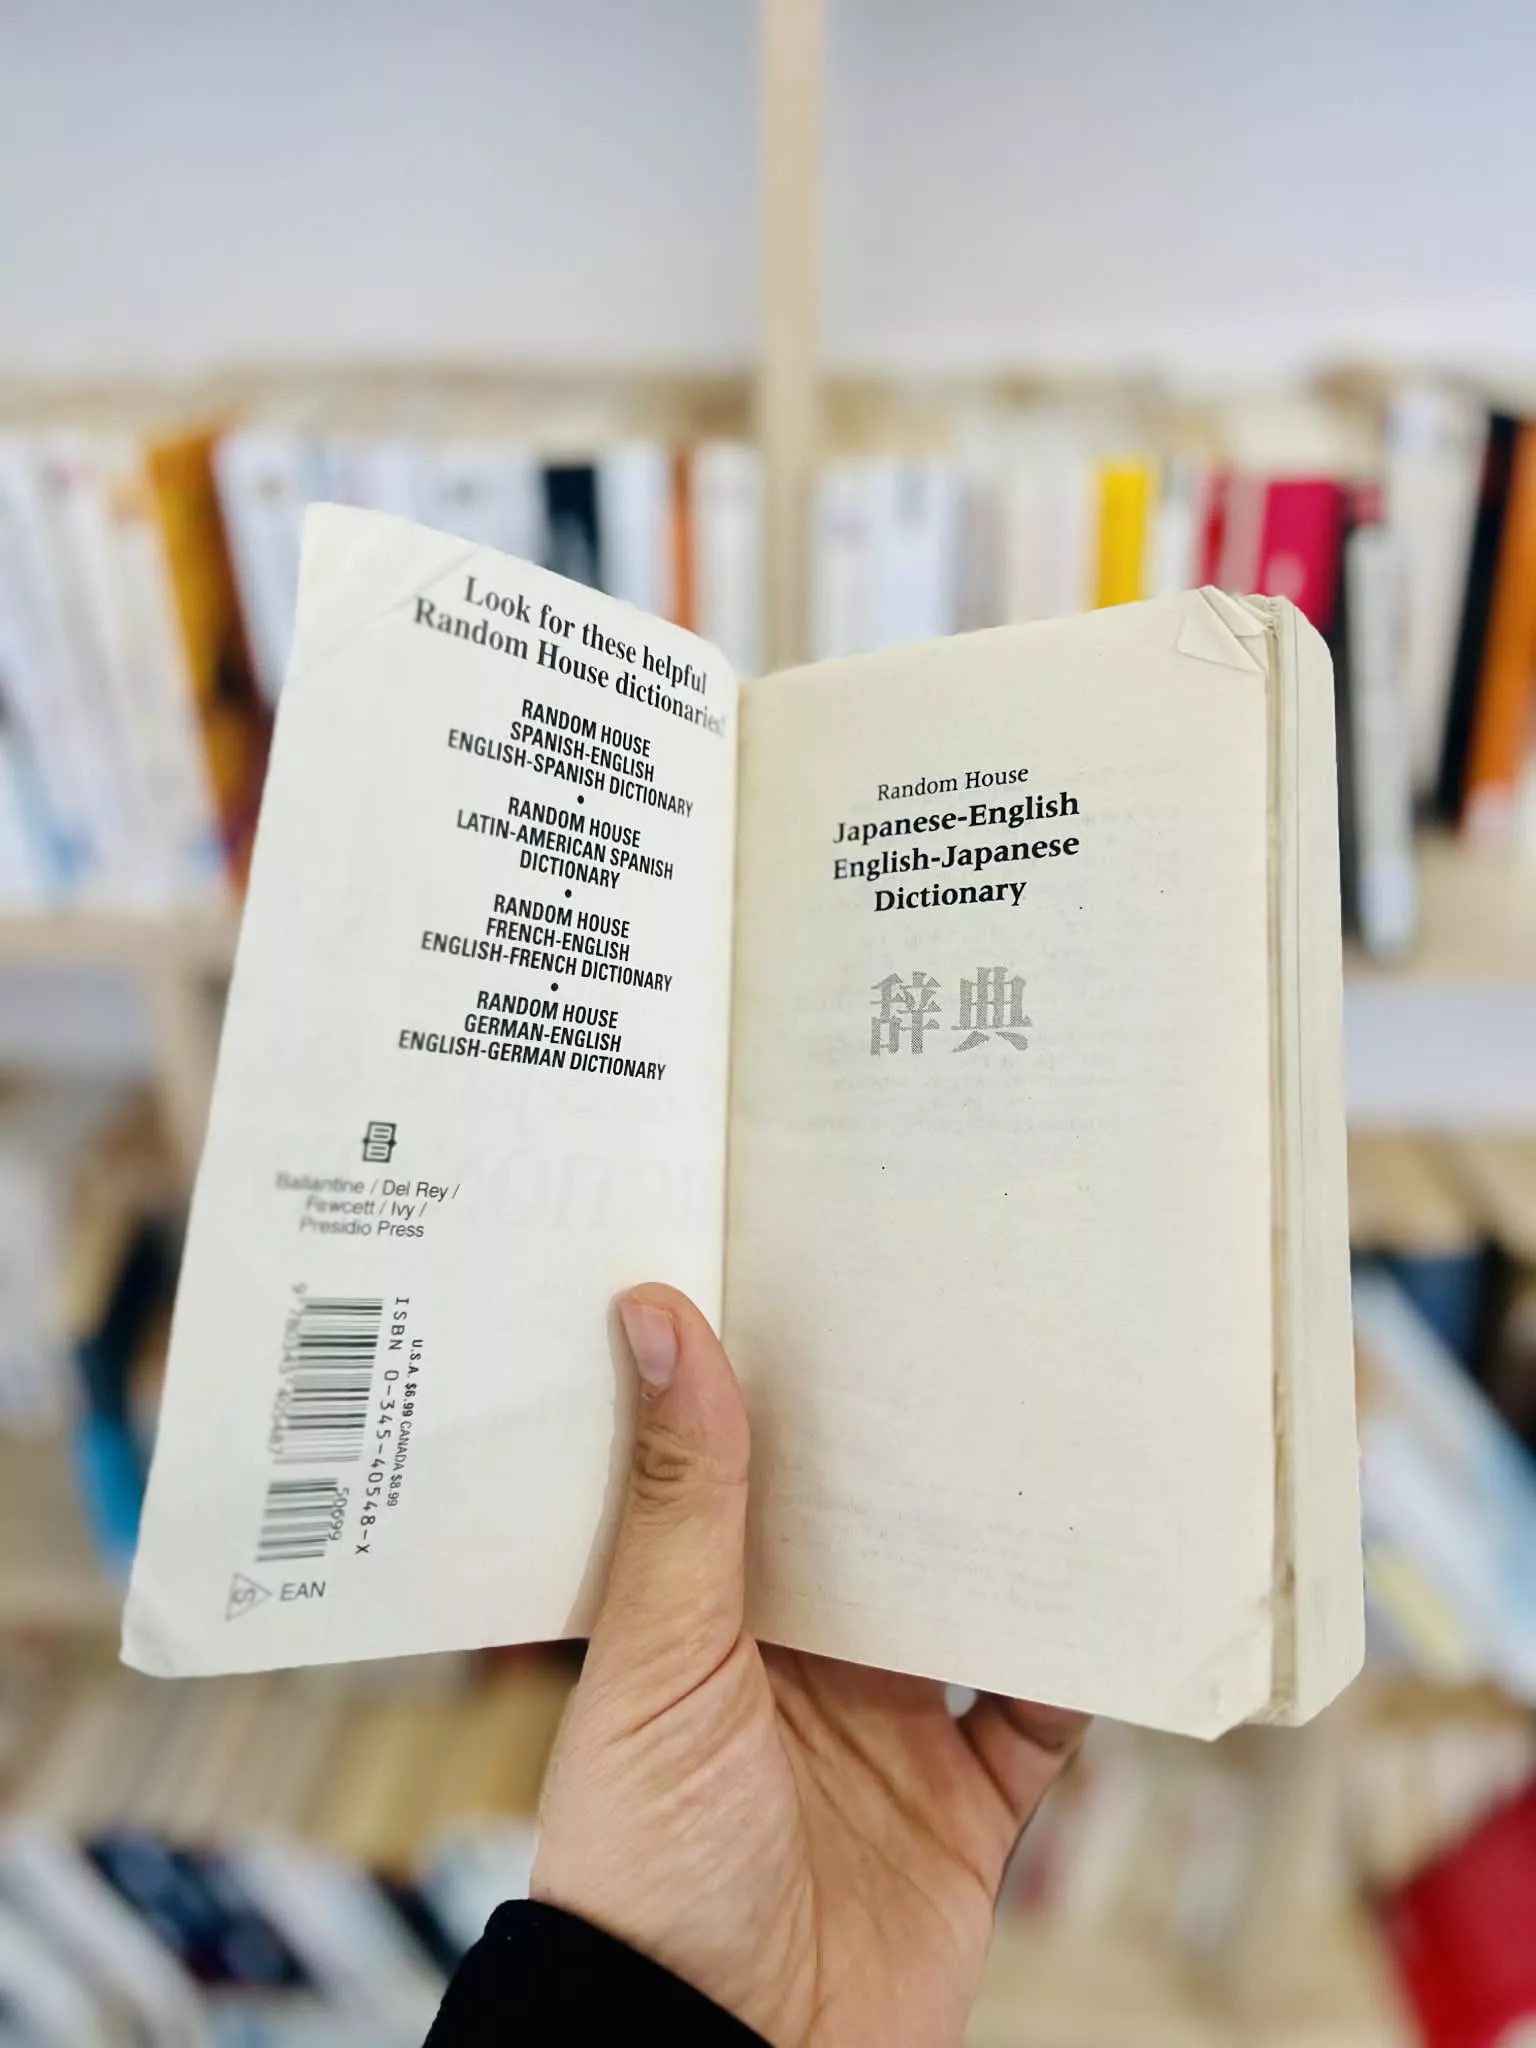 Look for these helpful
Random House dictionaries!
RANDOM HOUSE
SPANISH-ENGLISH
ENGLISH-SPANISH DICTIONARY
•
RANDOM HOUSE
LATIN-AMERICAN SPANISH
DICTIONARY
•
RANDOM HOUSE
FRENCH-ENGLISH
ENGLISH-FRENCH DICTIONARY
•
RANDOM HOUSE
GERMAN-ENGLISH
ENGLISH-GERMAN DICTIONARY
Ballantine / Del Rey /
Fawcett / Ivy /
Presidio Press
U.S.A. $6.99 CANADA $8.99
ISBN 0-345-40548-X
50699
9 780345 405487
S EAN
Random House
Japanese-English
English-Japanese
Dictionary
辞典